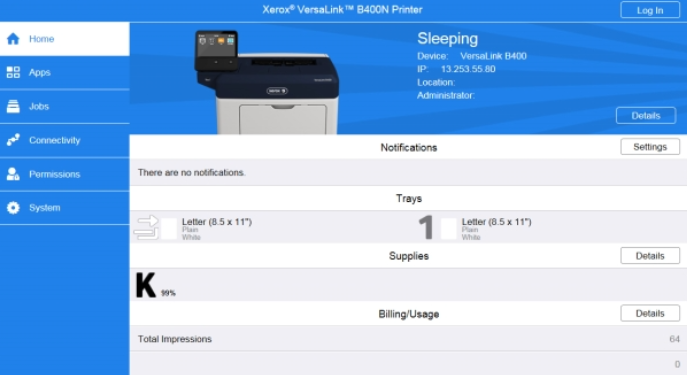 Xerox® VersaLink™ B400N Printer
Log In
Home
Apps
Jobs
Connectivity
Permissions
System
Sleeping
Device: VersaLink B400
IP: 13.253.55.80
Location:
Administrator:
Details
xerox
Notifications
Settings
There are no notifications.
Trays
Letter (8.5 x 11")
Plain
White
1
Letter (8.5 x 11")
Plain
White
Supplies
Details
K 99%
Billing/Usage
Details
Total Impressions 64
0